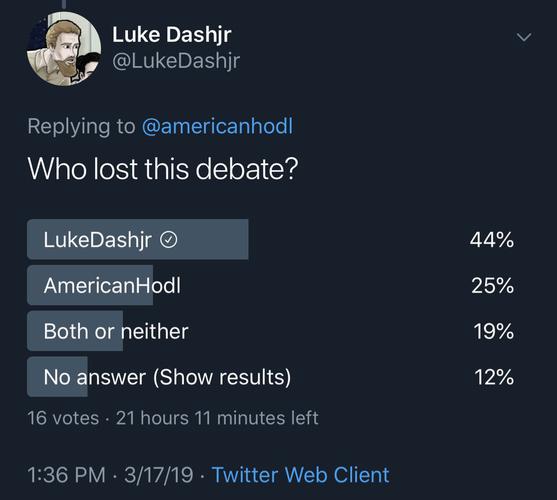 Luke Dashjr
@LukeDashjr
Replying to @americanhodl
Who lost this debate?
LukeDashjr 44%
AmericanHodl 25%
Both or neither 19%
No answer (Show results) 12%
16 votes · 21 hours 11 minutes left
1:36 PM · 3/17/19 · Twitter Web Client